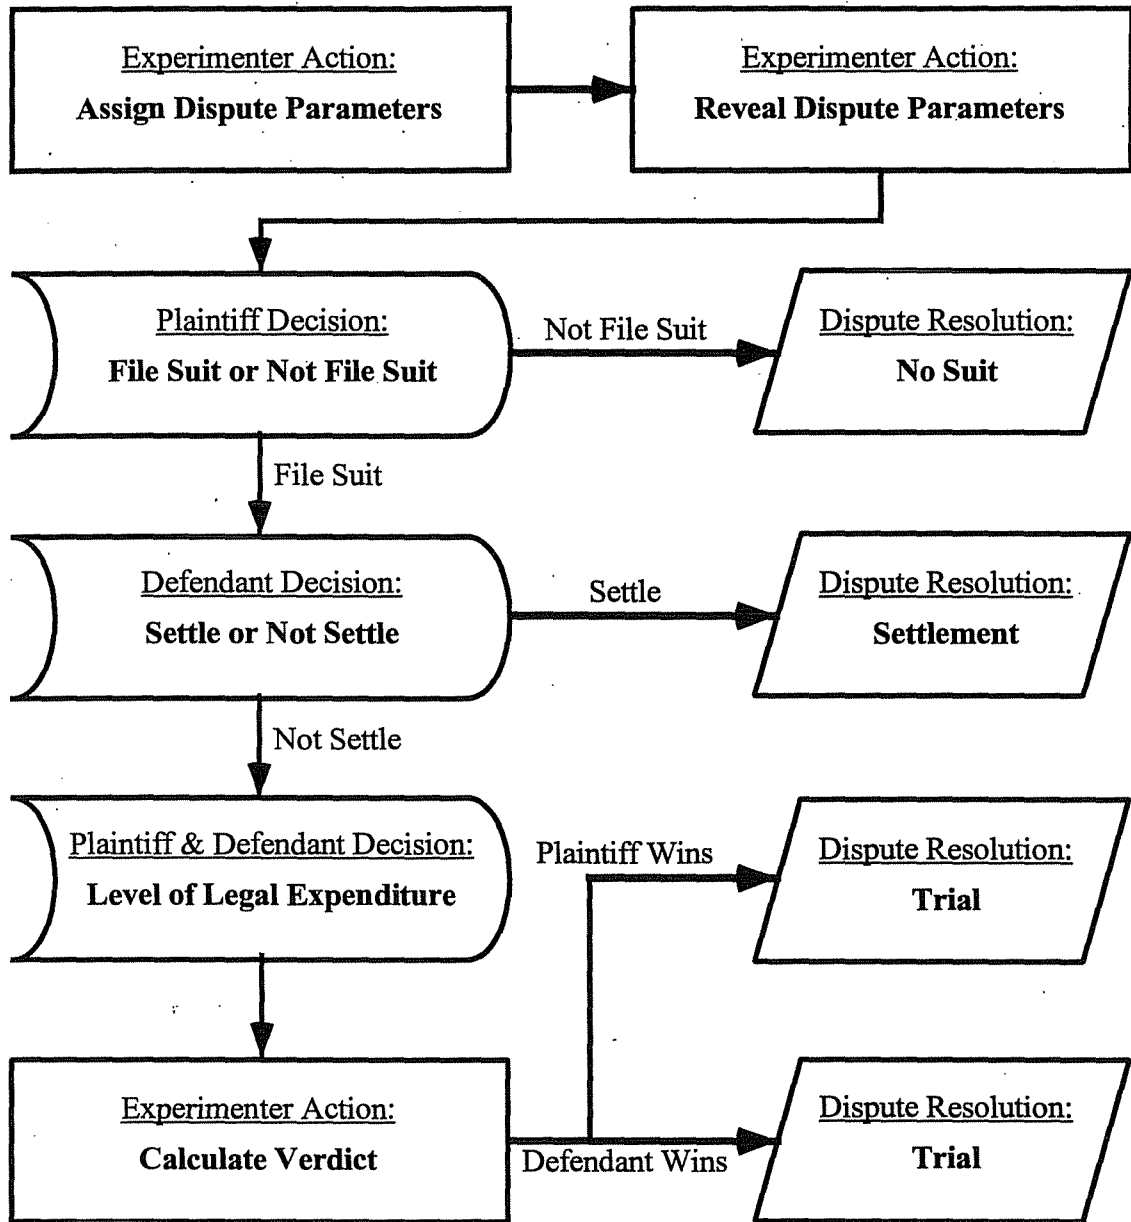 Experimenter Action:
Assign Dispute Parameters
Experimenter Action:
Reveal Dispute Parameters
Plaintiff Decision:
File Suit or Not File Suit
Not File Suit
Dispute Resolution:
No Suit
File Suit
Defendant Decision:
Settle or Not Settle
Settle
Dispute Resolution:
Settlement
Not Settle
Plaintiff & Defendant Decision:
Level of Legal Expenditure
Plaintiff Wins
Dispute Resolution:
Trial
Experimenter Action:
Calculate Verdict
Defendant Wins
Dispute Resolution:
Trial